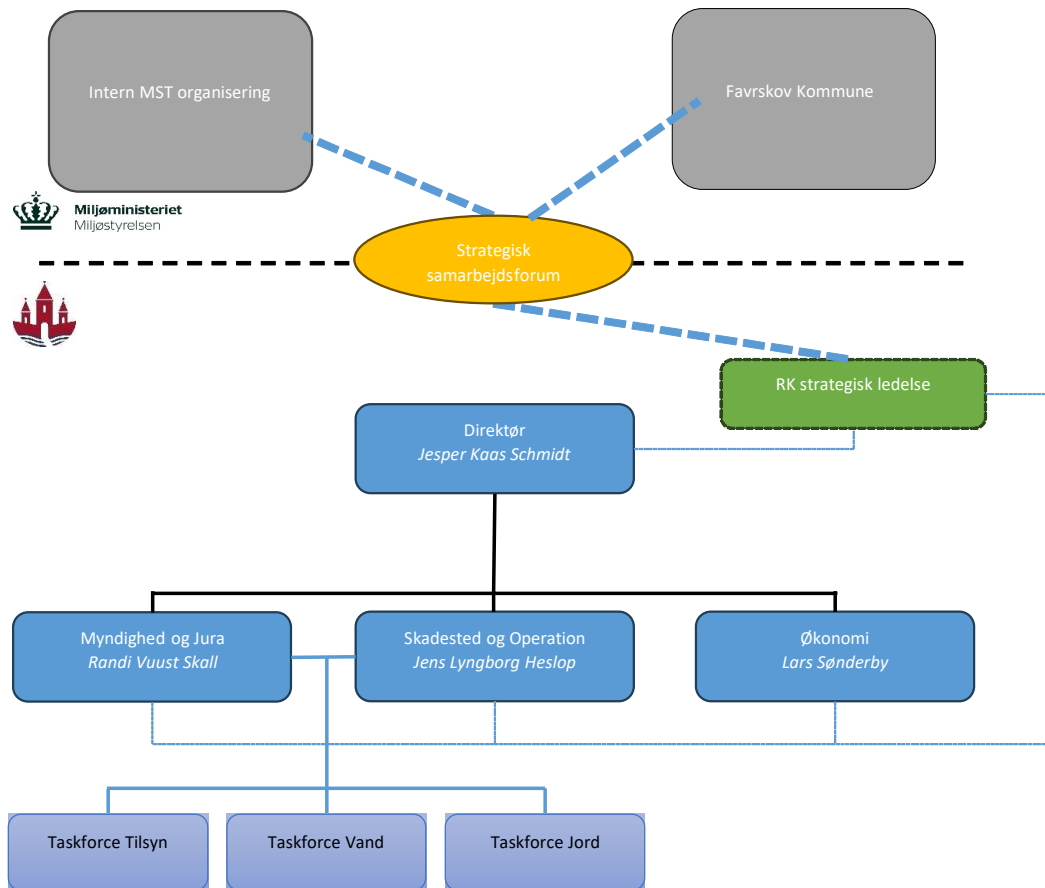 Intern MST organisering
Favrskov Kommune
Miljøministeriet
Miljøstyrelsen
Strategisk
samarbejdsforum
RK strategisk ledelse
Direktør
Jesper Kaas Schmidt
Myndighed og Jura
Randi Vuust Skall
Skadested og Operation
Jens Lyngborg Heslop
Økonomi
Lars Sønderby
Taskforce Tilsyn
Taskforce Vand
Taskforce Jord